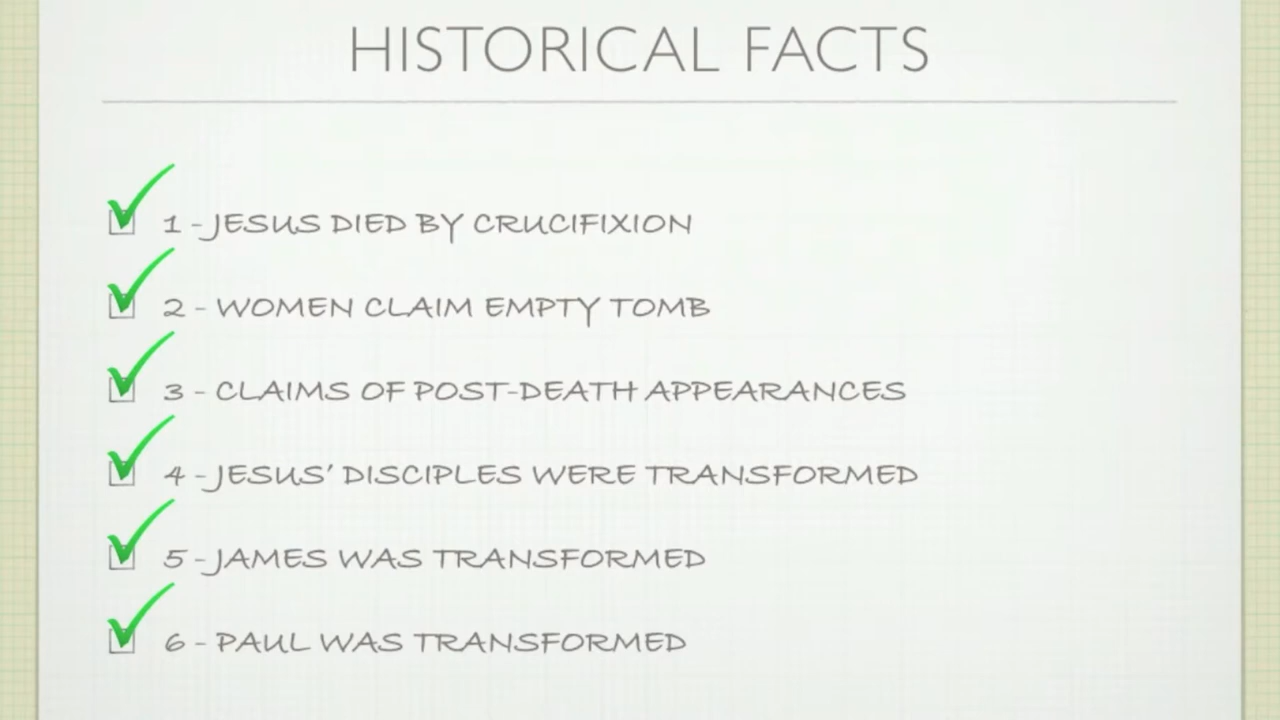 HISTORICAL FACTS
1 - JESUS DIED BY CRUCIFIXION
2 - WOMEN CLAIM EMPTY TOMB
3 - CLAIMS OF POST-DEATH APPEARANCES
4 - JESUS' DISCIPLES WERE TRANSFORMED
5 - JAMES WAS TRANSFORMED
6 - PAUL WAS TRANSFORMED